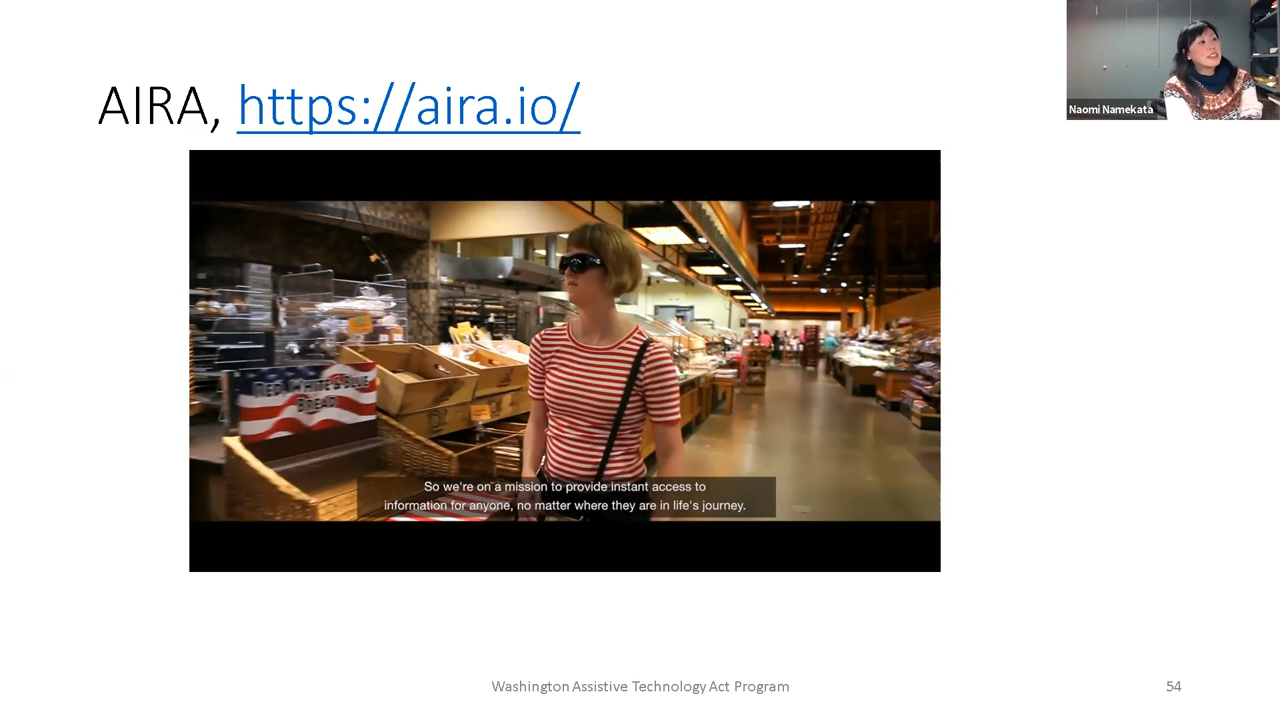 AIRA, https://aira.io/
Naomi Namekata
RED, WHITE & BLUE
BREAD
So we're on a mission to provide instant access to
information for anyone, no matter where they are in life's journey.
Washington Assistive Technology Act Program
54